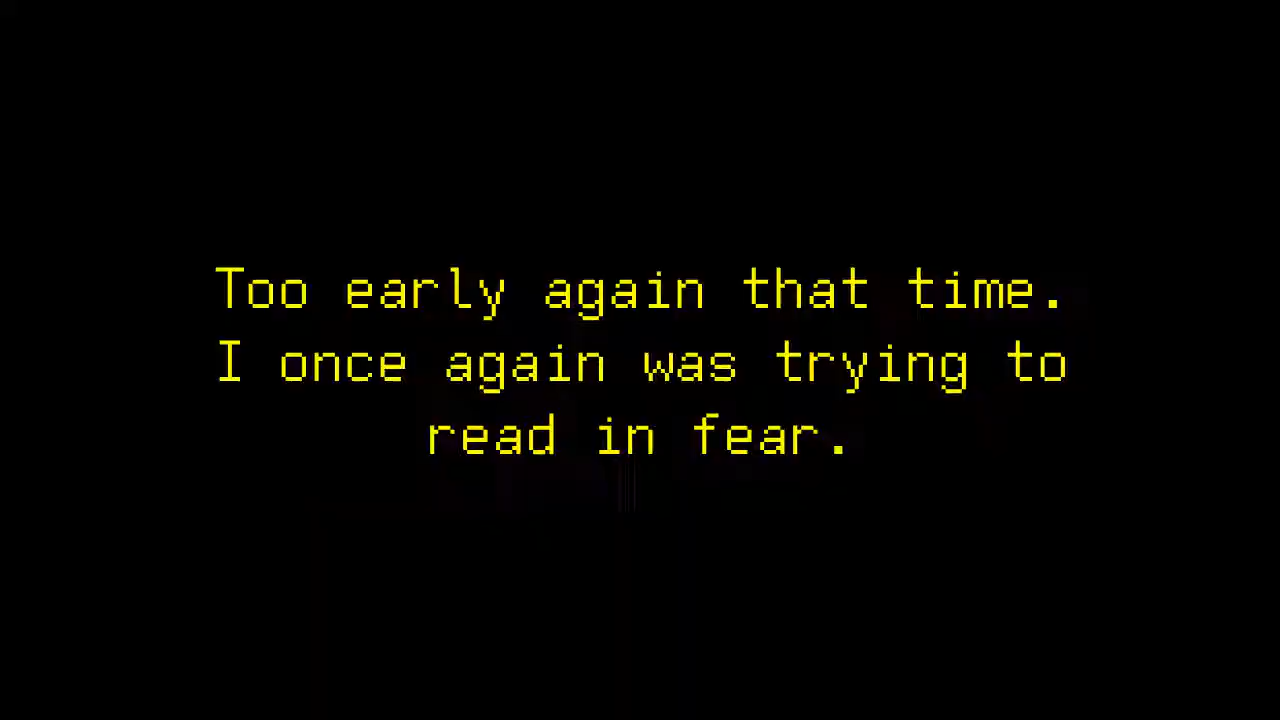 Too early again that time.
I once again was trying to
read in fear.